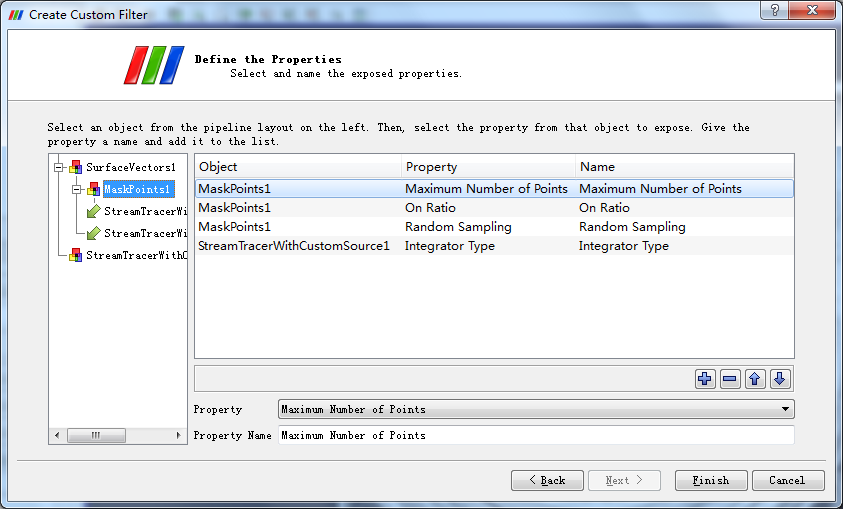 Create Custom Filter
Define the Properties
Select and name the exposed properties.
Select an object from the pipeline layout on the left. Then, select the property from that object to expose. Give the
property a name and add it to the list.
SurfaceVectors1
MaskPoints1
StreamTracerWi
StreamTracerWi
StreamTracerWithC
Object Property Name
MaskPoints1 Maximum Number of Points Maximum Number of Points
MaskPoints1 On Ratio On Ratio
MaskPoints1 Random Sampling Random Sampling
StreamTracerWithCustomSource1 Integrator Type Integrator Type
Property Maximum Number of Points
Property Name Maximum Number of Points
< Back Next > Finish Cancel